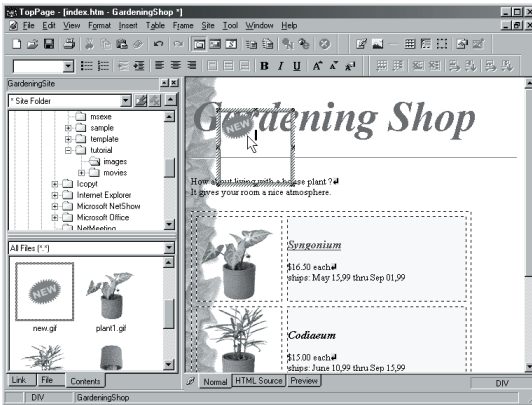 TopPage - [index.htm - GardeningShop *]
File Edit View Format Insert Table Frame Site Tool Window Help
B I U A A
GardeningSite
* Site Folder
msexe
sample
template
tutorial
images
movies
Icopyt
Internet Explorer
Microsoft NetShow
Microsoft Office
NetMeeting
All Files (*.*)
new.gif plant1.gif
NEW
Link File Contents
Gardening Shop
NEW
How about living with a house plant ?
It gives your room a nice atmosphere.
Syngonium
$16.50 each
ships: May 15,99 thru Sep 01,99
Codiaeum
$15.00 each
ships: June 10,99 thru Sep 15,99
Normal HTML Source Preview
DIV
DIV GardeningShop